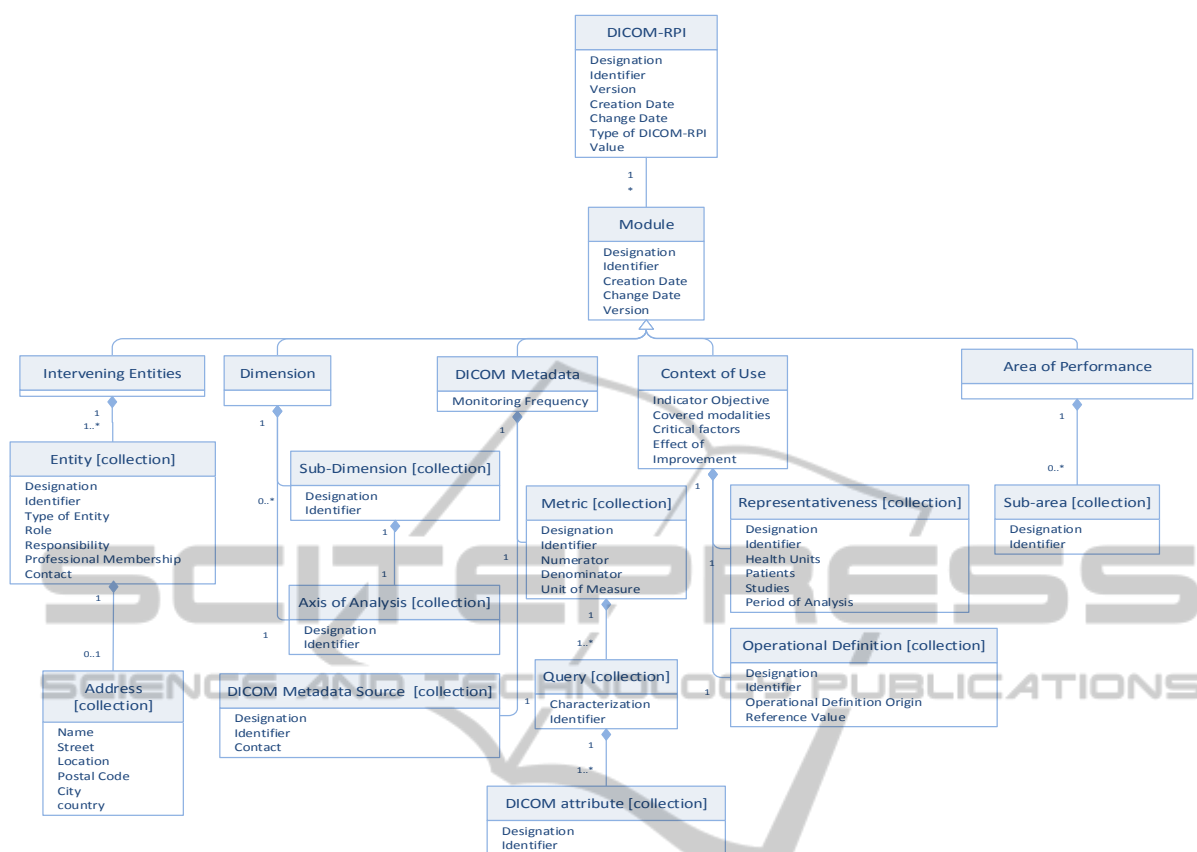 DICOM-RPI
Designation
Identifier
Version
Creation Date
Change Date
Type of DICOM-RPI
Value
1
*
Module
Designation
Identifier
Creation Date
Change Date
Version
Intervening Entities
1
1..*
Entity [collection]
Designation
Identifier
Type of Entity
Role
Responsibility
Professional Membership
Contact
1
0..1
Address
[collection]
Name
Street
Location
Postal Code
City
country
Dimension
1
0..*
Sub-Dimension [collection]
Designation
Identifier
1
1
Axis of Analysis [collection]
Designation
Identifier
1
DICOM Metadata
Monitoring Frequency
1
Metric [collection]
Designation
Identifier
Numerator
Denominator
Unit of Measure
1
1
1..*
Query [collection]
Characterization
Identifier
1
1..*
DICOM attribute [collection]
Designation
Identifier
DICOM Metadata Source [collection]
Designation
Identifier
Contact
1
Context of Use
Indicator Objective
Covered modalities
Critical factors
Effect of
Improvement
1
Representativeness [collection]
Designation
Identifier
Health Units
Patients
Studies
Period of Analysis
1
Operational Definition [collection]
Designation
Identifier
Operational Definition Origin
Reference Value
1
Area of Performance
1
0..*
Sub-area [collection]
Designation
Identifier
SCITEPRESS
SCIENCE AND TECHNOLOGY PUBLICATIONS